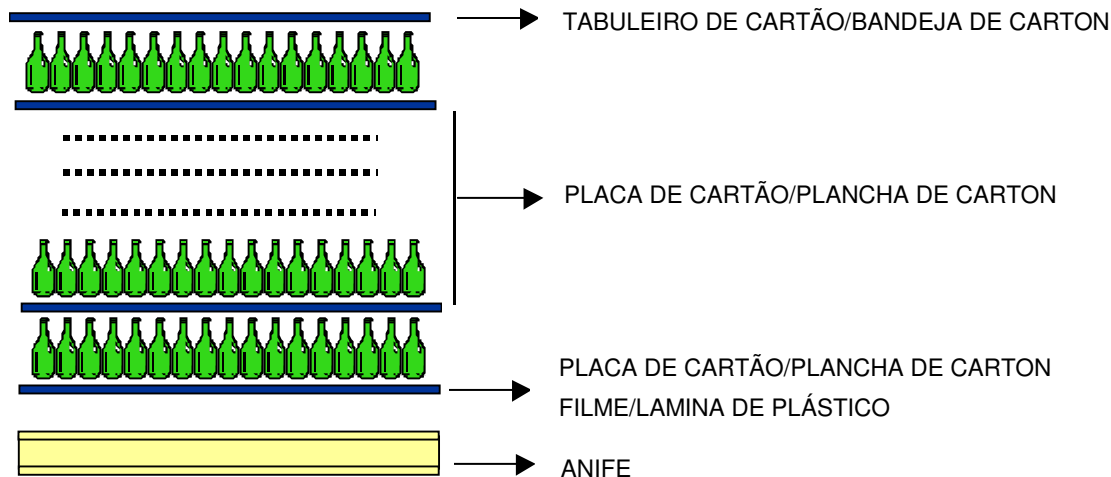 TABULEIRO DE CARTÃO/BANDEJA DE CARTON
PLACA DE CARTÃO/PLANCHA DE CARTON
PLACA DE CARTÃO/PLANCHA DE CARTON
FILME/LAMINA DE PLÁSTICO
ANIFE